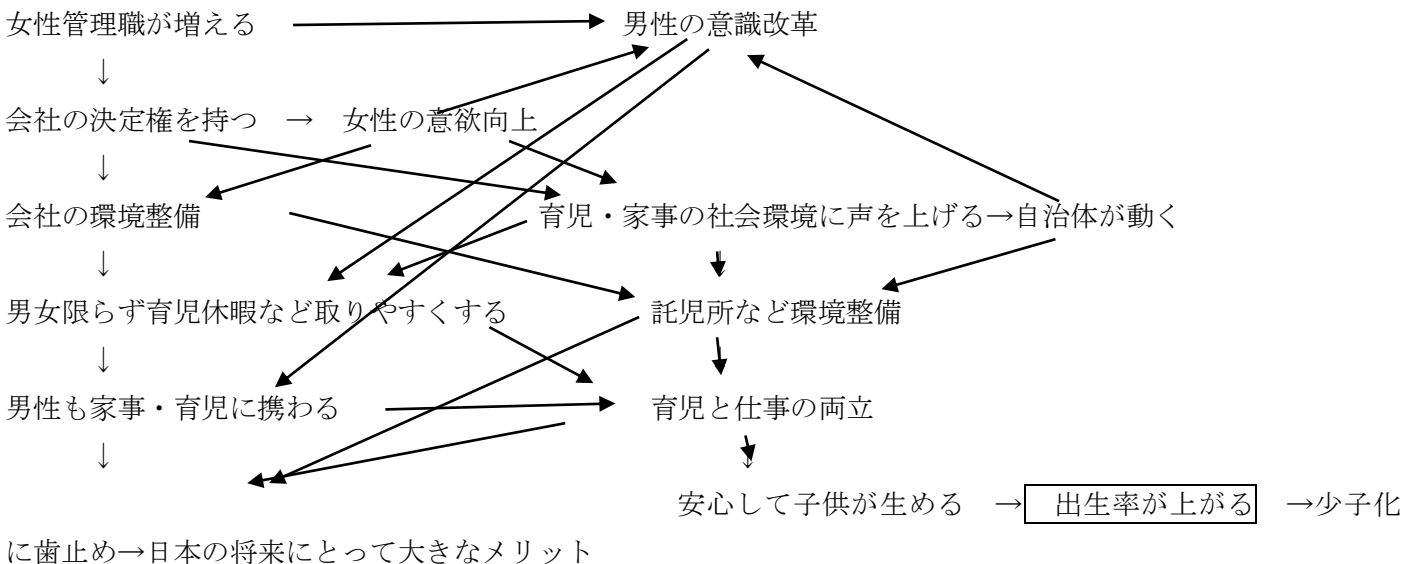 女性管理職が増える　→　男性の意識改革
↓
会社の決定権を持つ　→　女性の意欲向上
↓
会社の環境整備　育児・家事の社会環境に声を上げる→自治体が動く
↓　↓
男女限らず育児休暇など取りやすくする　託児所など環境整備
↓　↓
男性も家事・育児に携わる　→　育児と仕事の両立
↓　↓
安心して子供が生める　→　出生率が上がる　→少子化
に歯止め→日本の将来にとって大きなメリット